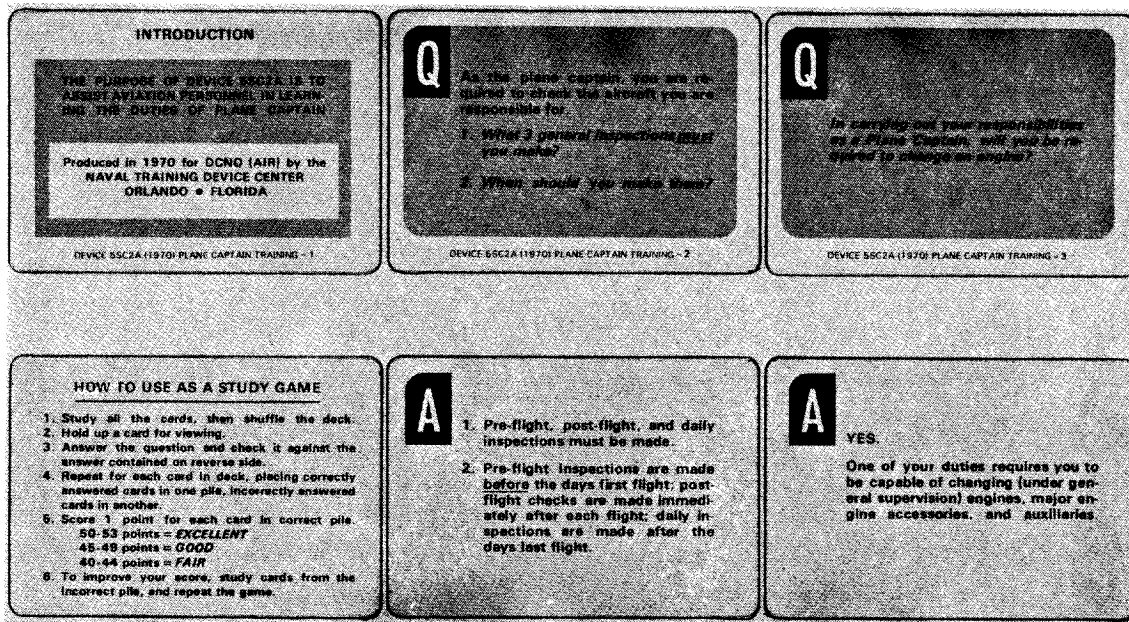 INTRODUCTION
THE PURPOSE OF DEVICE 5SC2A IS TO
ASSIST AVIATION PERSONNEL IN LEARN-
ING THE DUTIES OF PLANE CAPTAIN
Produced in 1970 for DCNO (AIR) by the
NAVAL TRAINING DEVICE CENTER
ORLANDO ● FLORIDA
DEVICE 5SC2A (1970) PLANE CAPTAIN TRAINING - 1
Q
As the plane captain, you are re-
quired to check the aircraft you are
responsible for.
1. What 3 general inspections must
you make?
2. When should you make them?
DEVICE 5SC2A (1970) PLANE CAPTAIN TRAINING - 2
Q
In carrying out your responsibilities
as a Plane Captain, will you be re-
quired to change an engine?
DEVICE 5SC2A (1970) PLANE CAPTAIN TRAINING - 3
HOW TO USE AS A STUDY GAME
1. Study all the cards, then shuffle the deck.
2. Hold up a card for viewing.
3. Answer the question and check it against the
answer contained on reverse side.
4. Repeat for each card in deck, placing correctly
answered cards in one pile, incorrectly answered
cards in another.
5. Score 1 point for each card in correct pile.
50-53 points = EXCELLENT
45-49 points = GOOD
40-44 points = FAIR
6. To improve your score, study cards from the
incorrect pile, and repeat the game.
A
1. Pre-flight, post-flight, and daily
inspections must be made.
2. Pre-flight Inspections are made
before the days first flight; post-
flight checks are made immedi-
ately after each flight; daily in-
spections are made after the
days last flight.
A
YES.
One of your duties requires you to
be capable of changing (under gen-
eral supervision) engines, major en-
gine accessories, and auxiliaries.